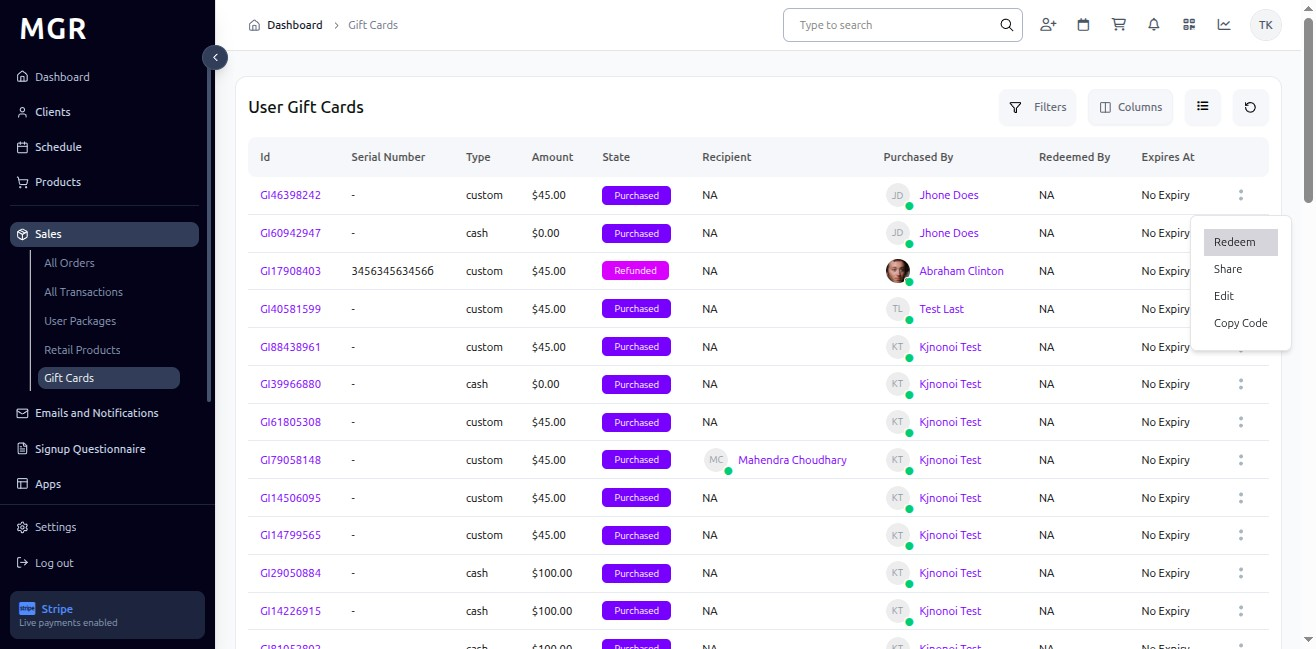 MGR
Dashboard
Clients
Schedule
Products
Sales
All Orders
All Transactions
User Packages
Retail Products
Gift Cards
Emails and Notifications
Signup Questionnaire
Apps
Settings
Log out
stripe Stripe
Live payments enabled
Dashboard > Gift Cards
Type to search
TK
User Gift Cards
Filters
Columns
Id Serial Number Type Amount State Recipient Purchased By Redeemed By Expires At
GI46398242 - custom $45.00 Purchased NA JD Jhone Does NA No Expiry
GI60942947 - cash $0.00 Purchased NA JD Jhone Does NA No Expiry
GI17908403 3456345634566 custom $45.00 Refunded NA Abraham Clinton NA No Expiry
GI40581599 - custom $45.00 Purchased NA TL Test Last NA No Expiry
GI88438961 - custom $45.00 Purchased NA KT Kjnonoi Test NA No Expiry
GI39966880 - cash $0.00 Purchased NA KT Kjnonoi Test NA No Expiry
GI61805308 - custom $45.00 Purchased NA KT Kjnonoi Test NA No Expiry
GI79058148 - custom $45.00 Purchased MC Mahendra Choudhary KT Kjnonoi Test NA No Expiry
GI14506095 - custom $45.00 Purchased NA KT Kjnonoi Test NA No Expiry
GI14799565 - custom $45.00 Purchased NA KT Kjnonoi Test NA No Expiry
GI29050884 - cash $100.00 Purchased NA KT Kjnonoi Test NA No Expiry
GI14226915 - cash $100.00 Purchased NA KT Kjnonoi Test NA No Expiry
- cash $100.00 Purchased NA KT Kjnonoi Test NA No Expiry
Redeem
Share
Edit
Copy Code